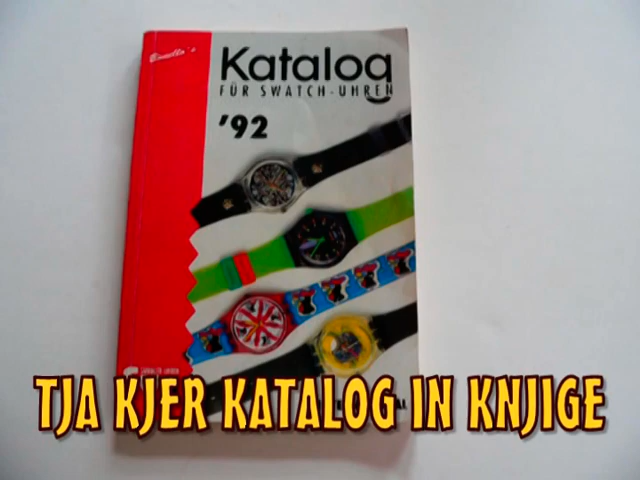 Katalog
FÜR SWATCH-UHREN
'92
TJA KJER KATALOG IN KNJIGE